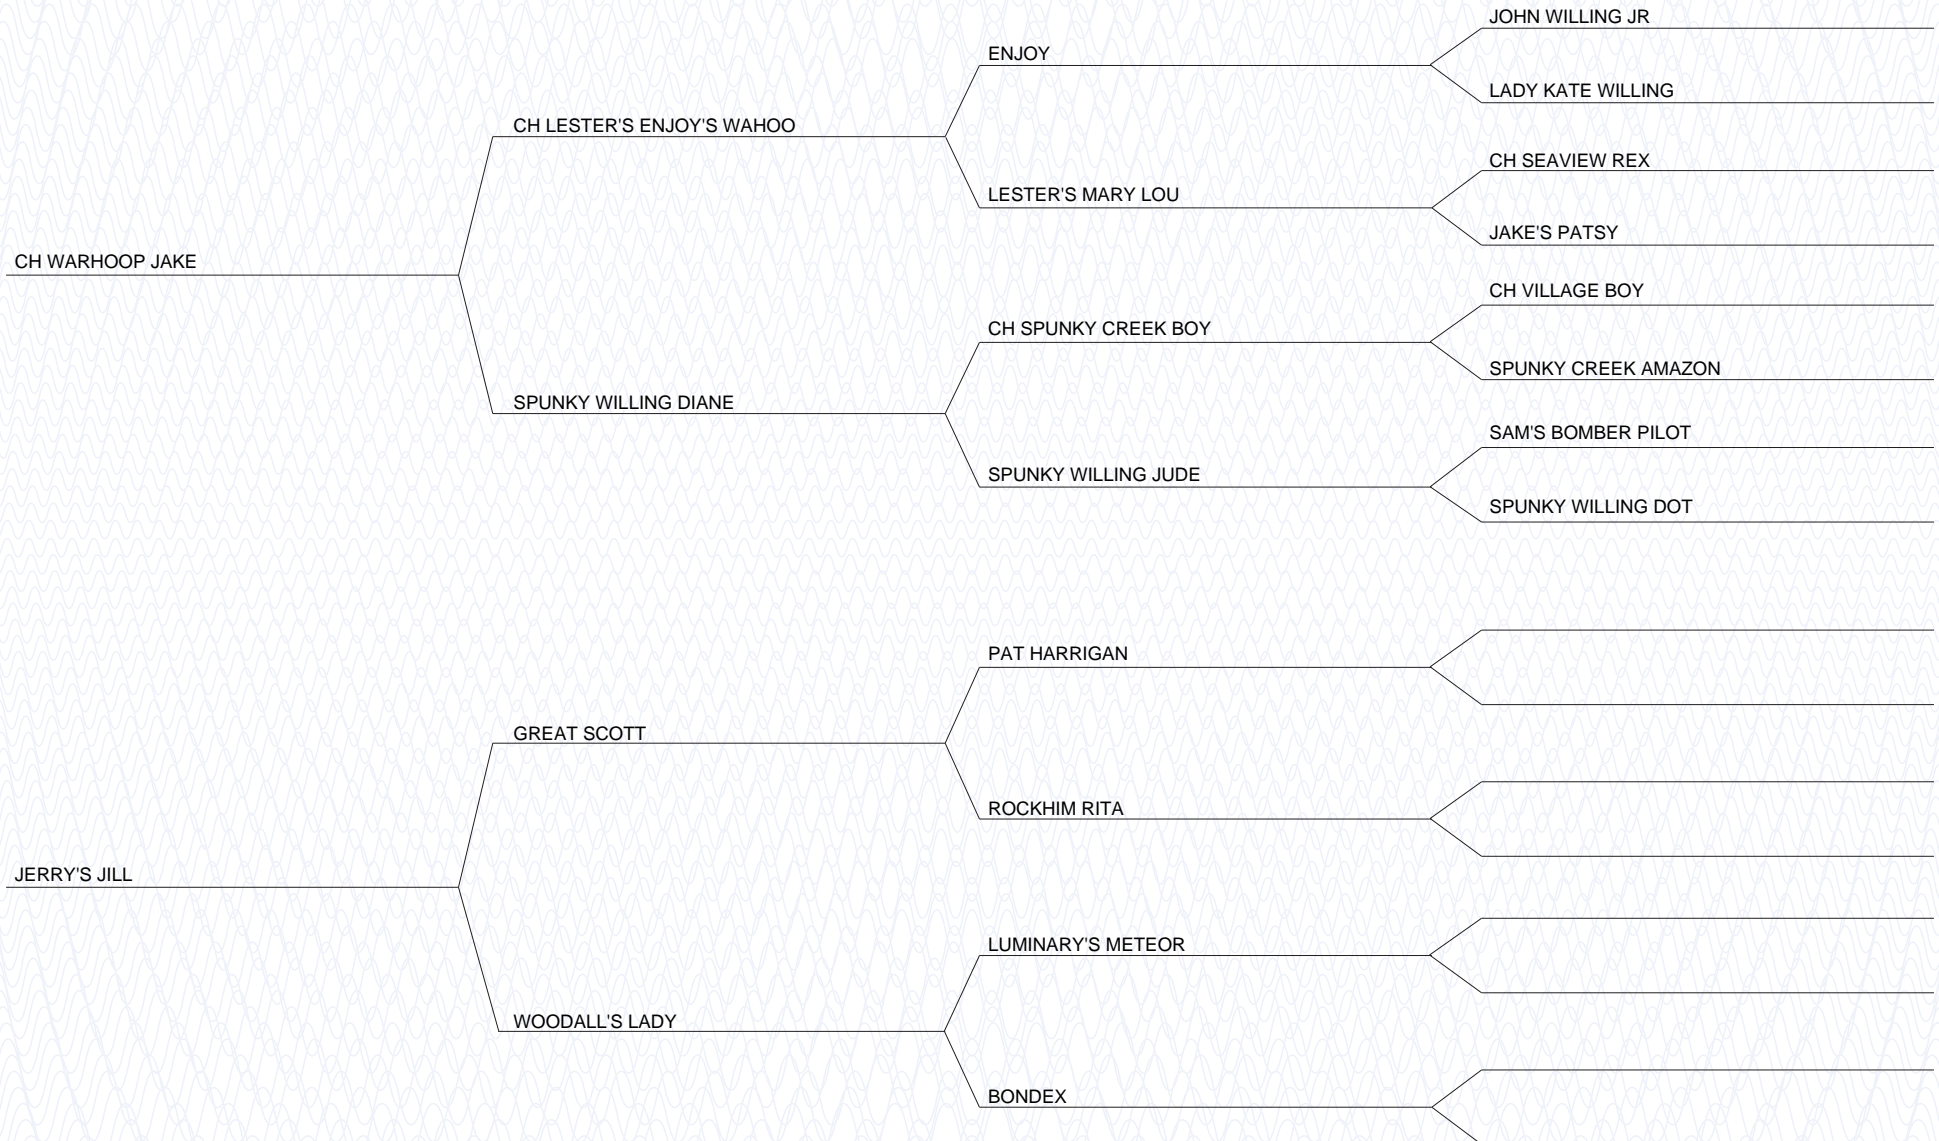 JOHN WILLING JR
ENJOY
LADY KATE WILLING
CH LESTER'S ENJOY'S WAHOO
CH SEAVIEW REX
LESTER'S MARY LOU
JAKE'S PATSY
CH WARHOOP JAKE
CH VILLAGE BOY
CH SPUNKY CREEK BOY
SPUNKY CREEK AMAZON
SPUNKY WILLING DIANE
SAM'S BOMBER PILOT
SPUNKY WILLING JUDE
SPUNKY WILLING DOT
PAT HARRIGAN
GREAT SCOTT
ROCKHIM RITA
JERRY'S JILL
LUMINARY'S METEOR
WOODALL'S LADY
BONDEX